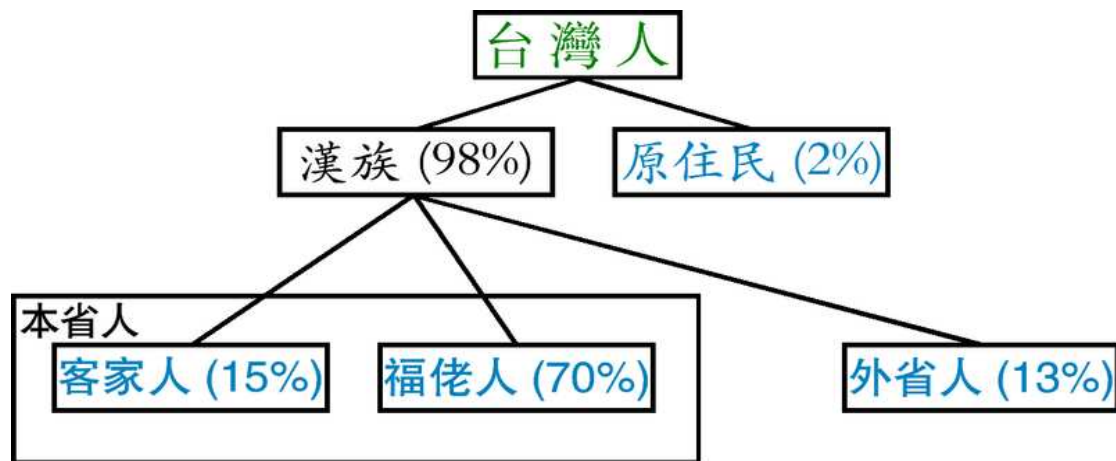 台灣人
漢族 (98%)
原住民 (2%)
本省人
客家人 (15%)
福佬人 (70%)
外省人 (13%)